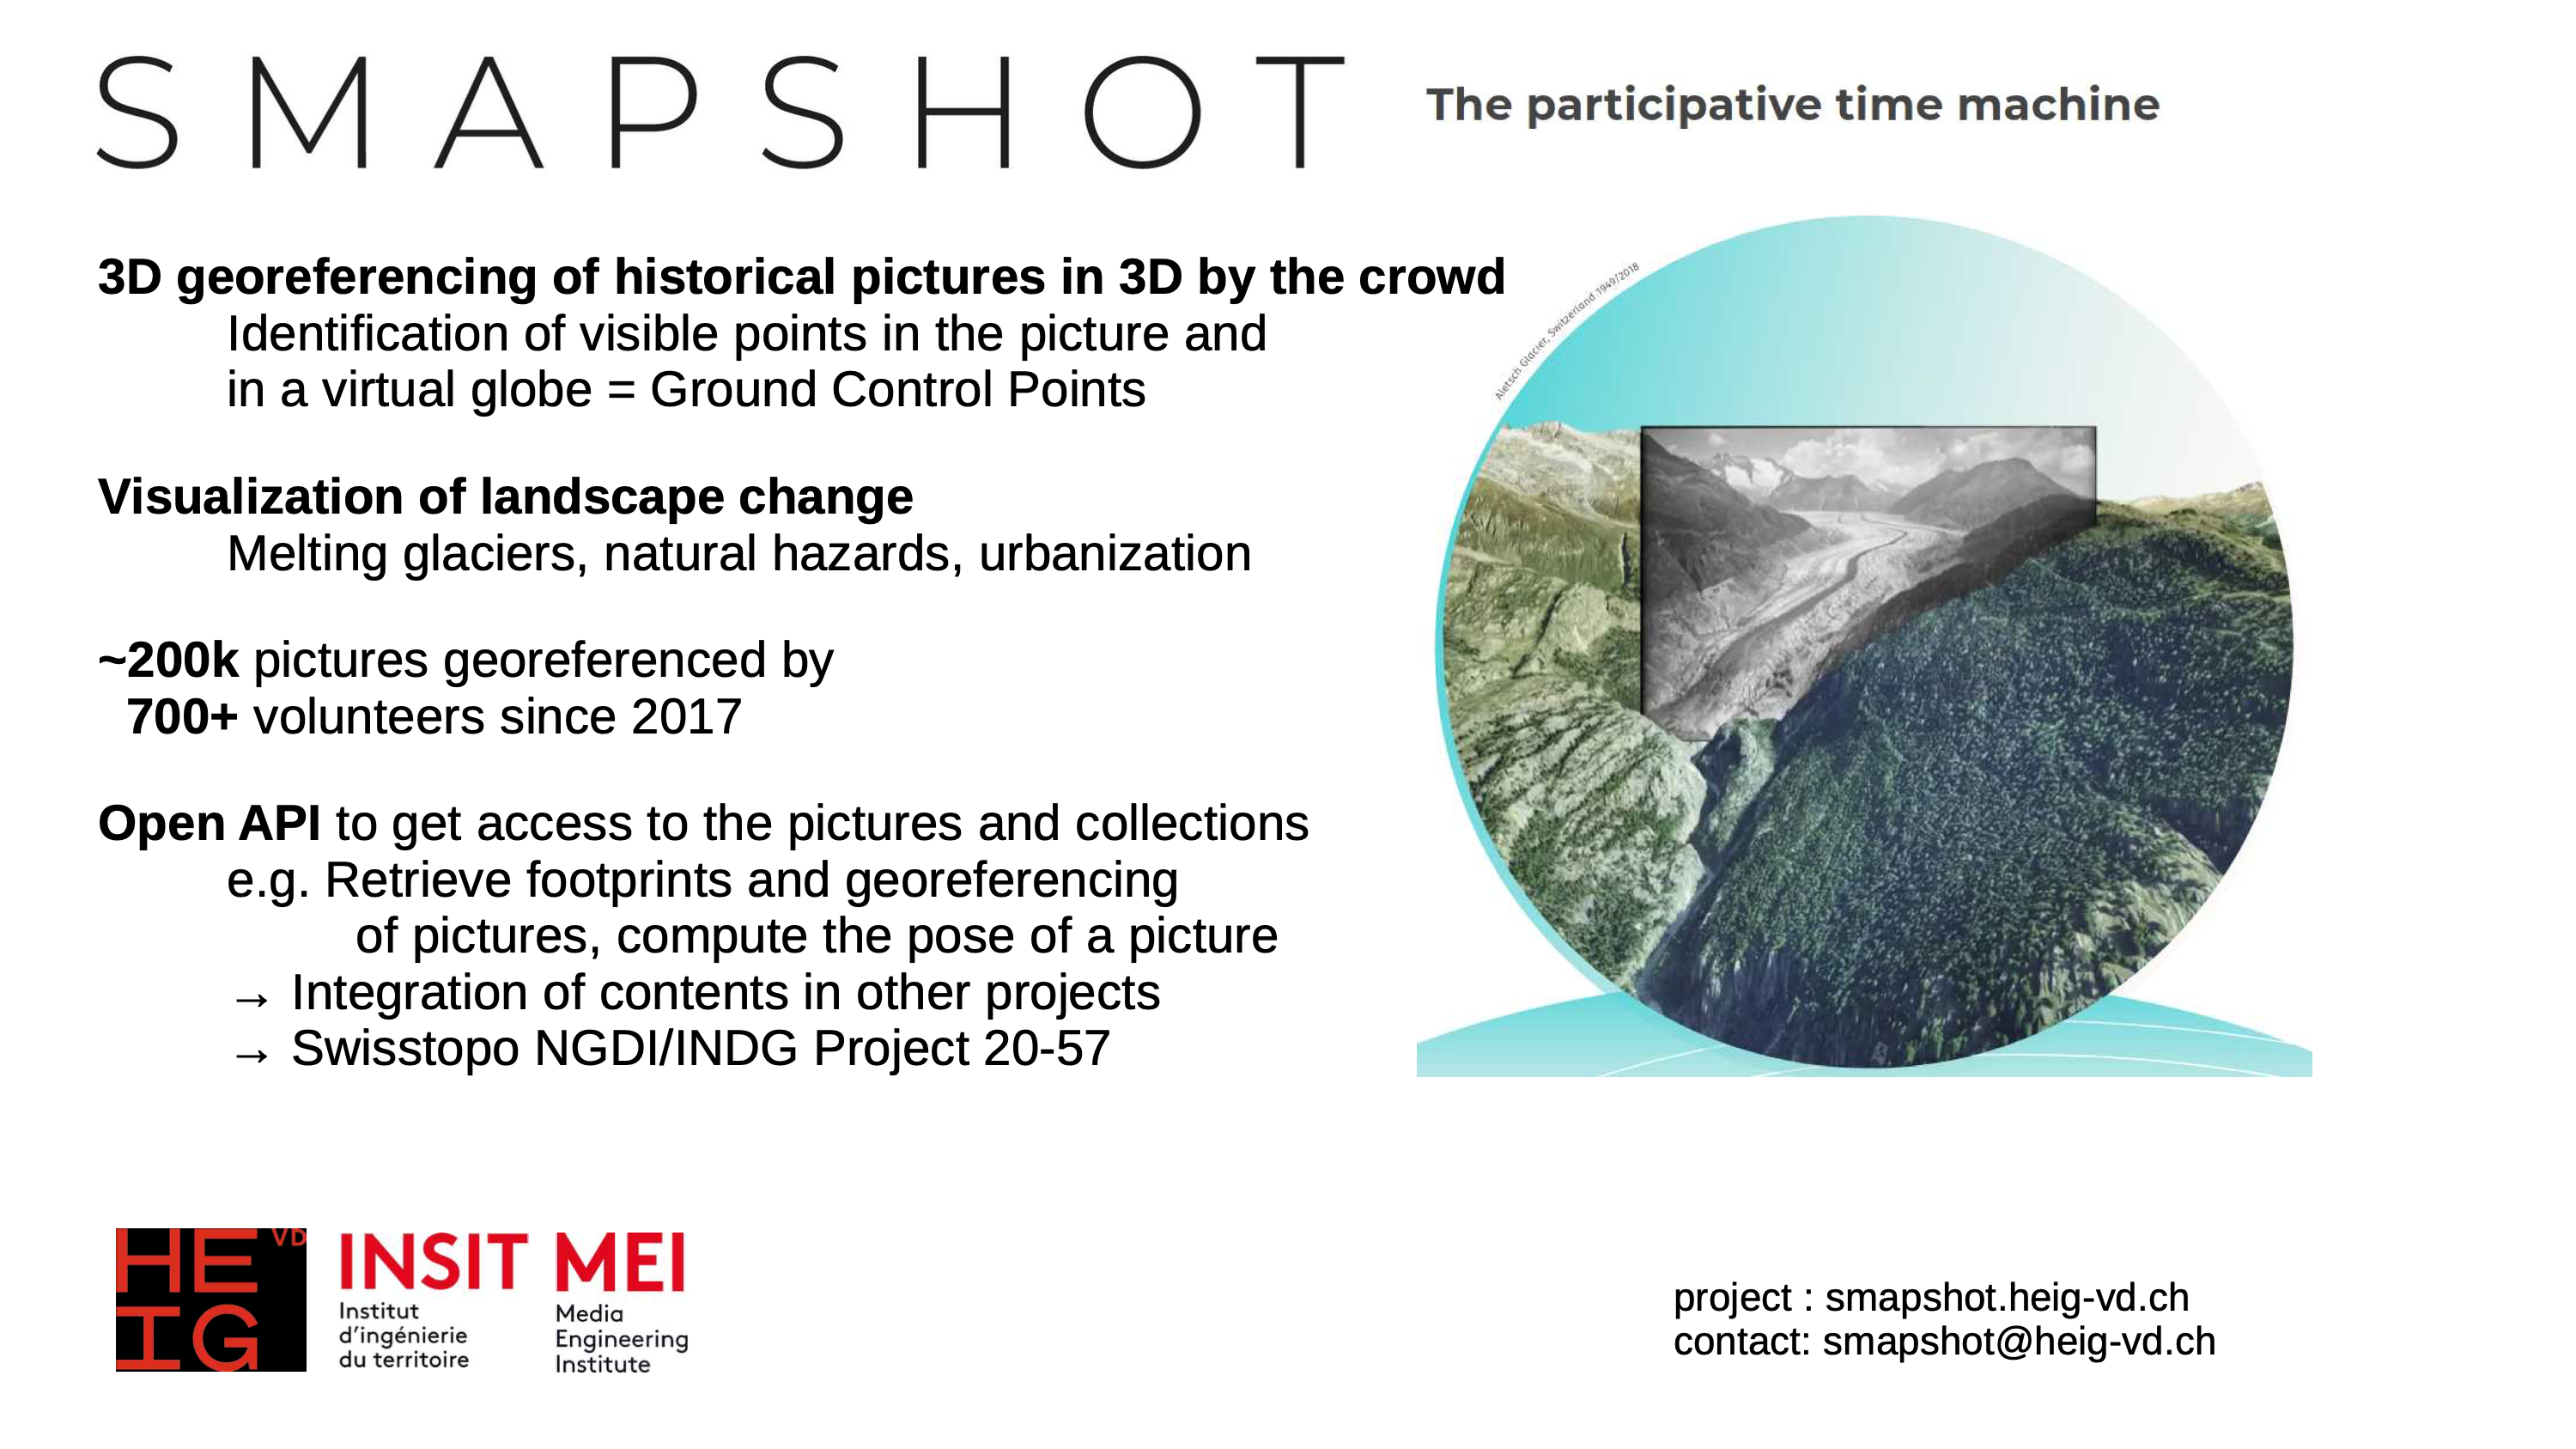 SMAPSHOT
The participative time machine
3D georeferencing of historical pictures in 3D by the crowd
Identification of visible points in the picture and
in a virtual globe = Ground Control Points
Visualization of landscape change
Melting glaciers, natural hazards, urbanization
~200k pictures georeferenced by
700+ volunteers since 2017
Open API to get access to the pictures and collections
e.g. Retrieve footprints and georeferencing
of pictures, compute the pose of a picture
→ Integration of contents in other projects
→ Swisstopo NGDI/INDG Project 20-57
Aletsch Glacier, Switzerland 1949/2018
HE VD
IG
INSIT
Institut
d'ingénierie
du territoire
MEI
Media
Engineering
Institute
project : smapshot.heig-vd.ch
contact: smapshot@heig-vd.ch